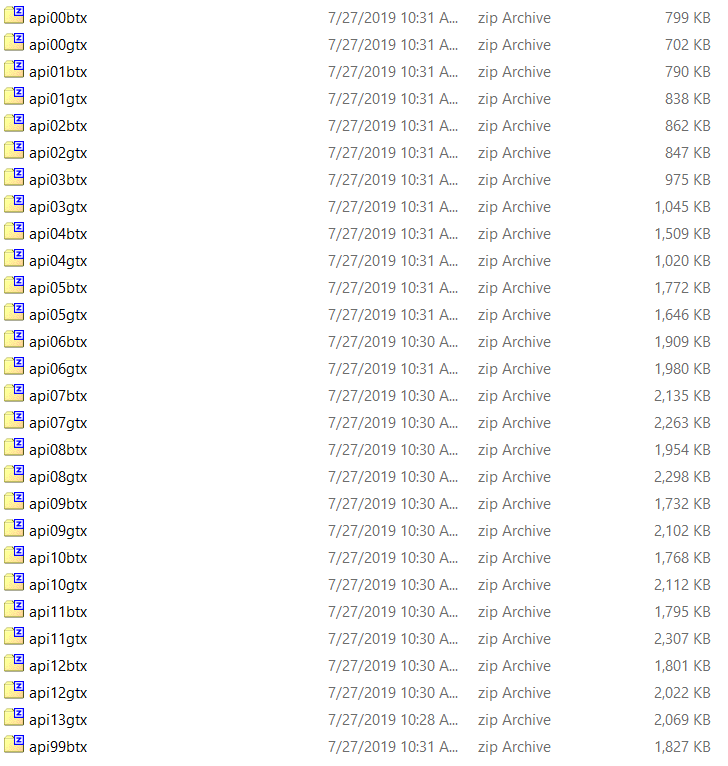 api00btx 7/27/2019 10:31 A... zip Archive 799 KB
api00gtx 7/27/2019 10:31 A... zip Archive 702 KB
api01btx 7/27/2019 10:31 A... zip Archive 790 KB
api01gtx 7/27/2019 10:31 A... zip Archive 838 KB
api02btx 7/27/2019 10:31 A... zip Archive 862 KB
api02gtx 7/27/2019 10:31 A... zip Archive 847 KB
api03btx 7/27/2019 10:31 A... zip Archive 975 KB
api03gtx 7/27/2019 10:31 A... zip Archive 1,045 KB
api04btx 7/27/2019 10:31 A... zip Archive 1,509 KB
api04gtx 7/27/2019 10:31 A... zip Archive 1,020 KB
api05btx 7/27/2019 10:31 A... zip Archive 1,772 KB
api05gtx 7/27/2019 10:31 A... zip Archive 1,646 KB
api06btx 7/27/2019 10:30 A... zip Archive 1,909 KB
api06gtx 7/27/2019 10:31 A... zip Archive 1,980 KB
api07btx 7/27/2019 10:30 A... zip Archive 2,135 KB
api07gtx 7/27/2019 10:30 A... zip Archive 2,263 KB
api08btx 7/27/2019 10:30 A... zip Archive 1,954 KB
api08gtx 7/27/2019 10:30 A... zip Archive 2,298 KB
api09btx 7/27/2019 10:30 A... zip Archive 1,732 KB
api09gtx 7/27/2019 10:30 A... zip Archive 2,102 KB
api10btx 7/27/2019 10:30 A... zip Archive 1,768 KB
api10gtx 7/27/2019 10:30 A... zip Archive 2,112 KB
api11btx 7/27/2019 10:30 A... zip Archive 1,795 KB
api11gtx 7/27/2019 10:30 A... zip Archive 2,307 KB
api12btx 7/27/2019 10:30 A... zip Archive 1,801 KB
api12gtx 7/27/2019 10:30 A... zip Archive 2,022 KB
api13gtx 7/27/2019 10:28 A... zip Archive 2,069 KB
api99btx 7/27/2019 10:31 A... zip Archive 1,827 KB